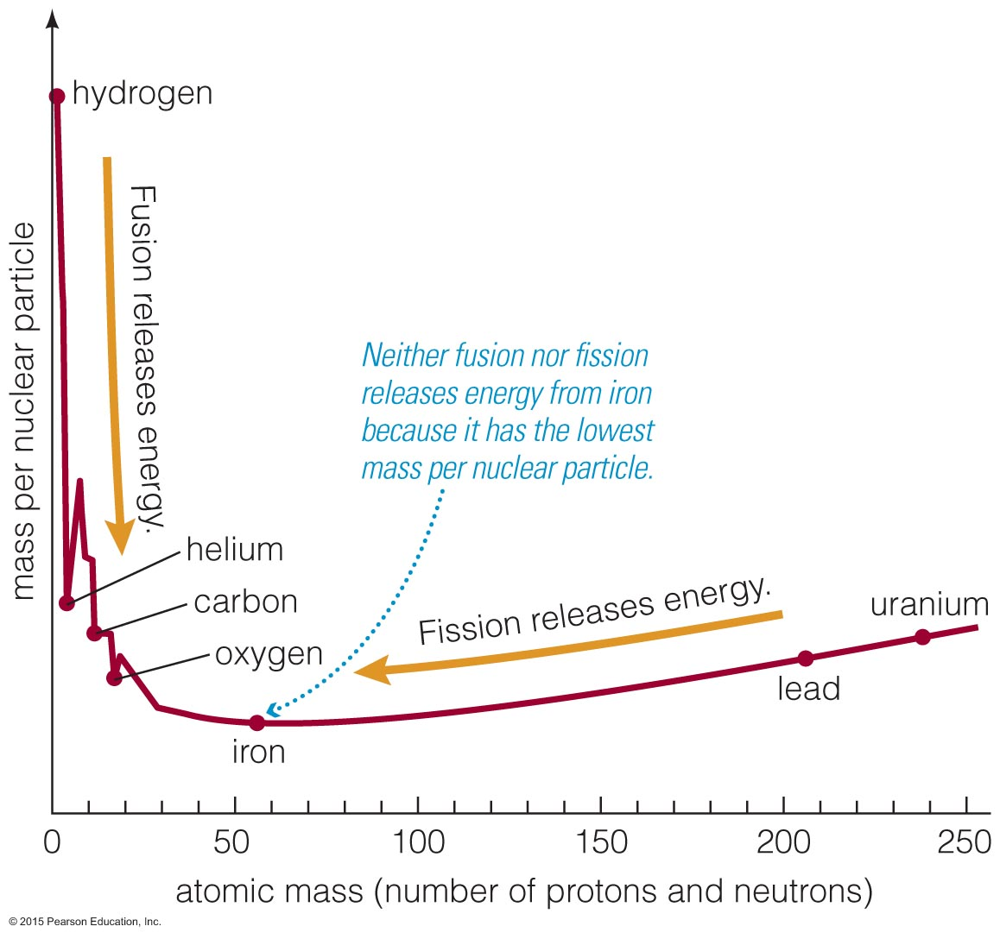 hydrogen
Fusion releases energy.
mass per nuclear particle
Neither fusion nor fission
releases energy from iron
because it has the lowest
mass per nuclear particle.
helium
carbon
oxygen
Fission releases energy.
uranium
lead
iron
0 50 100 150 200 250
atomic mass (number of protons and neutrons)
© 2015 Pearson Education, Inc.